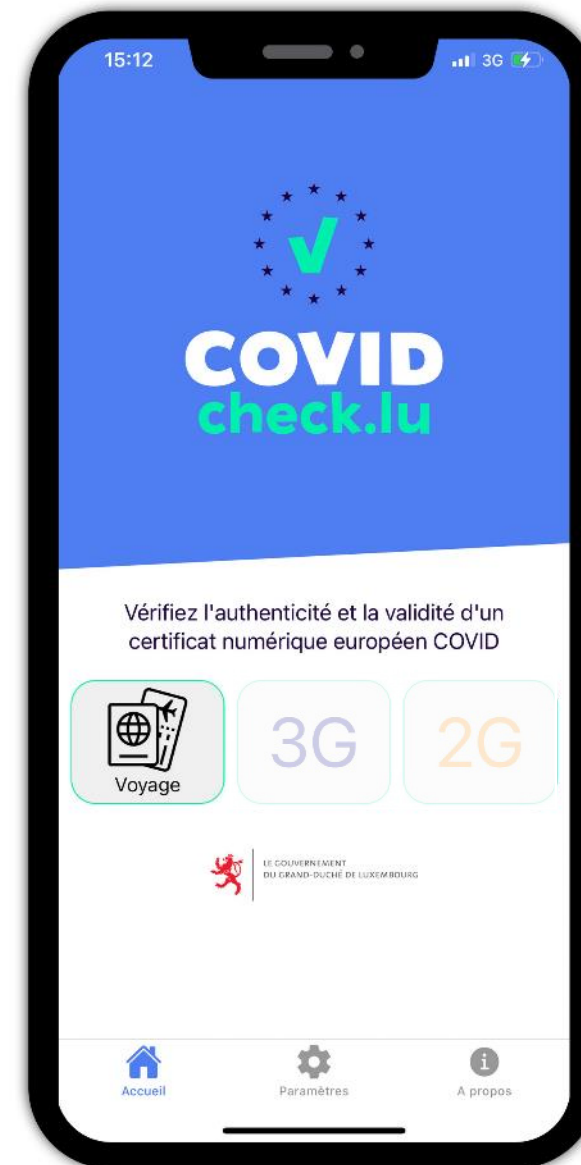 15:12
3G
COVID
check.lu
Vérifiez l'authenticité et la validité d'un
certificat numérique européen COVID
Voyage
3G
2G
LE GOUVERNEMENT
DU GRAND-DUCHÉ DE LUXEMBOURG
Accueil
Paramètres
A propos